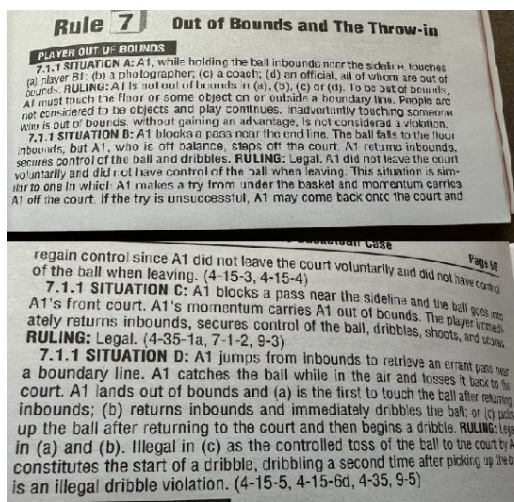 Rule 7 Out of Bounds and The Throw-in
PLAYER OUT OF BOUNDS
7.1.1 SITUATION A: A1, while holding the ball inbounds near the sideline, touches
(a) player B1; (b) a photographer; (c) a coach; (d) an official, all of whom are out of
bounds. RULING: A1 is not out of bounds in (a), (b), (c) or (d). To be out of bounds,
A1 must touch the floor or some object on or outside a boundary line. People are
not considered to be objects and play continues. Inadvertently touching someone
who is out of bounds, without gaining an advantage, is not considered a violation.
7.1.1 SITUATION B: A1 blocks a pass near the end line. The ball falls to the floor
inbounds, but A1, who is off balance, steps off the court. A1 returns inbounds,
secures control of the ball and dribbles. RULING: Legal. A1 did not leave the court
voluntarily and did not have control of the ball when leaving. This situation is sim-
ilar to one in which A1 makes a try from under the basket and momentum carries
A1 off the court. If the try is unsuccessful, A1 may come back onto the court and
Case
Page 56
regain control since A1 did not leave the court voluntarily and did not have control
of the ball when leaving. (4-15-3, 4-15-4)
7.1.1 SITUATION C: A1 blocks a pass near the sideline and the ball goes into
A1's front court. A1's momentum carries A1 out of bounds. The player immedi-
ately returns inbounds, secures control of the ball, dribbles, shoots, and scores.
RULING: Legal. (4-35-1a, 7-1-2, 9-3)
7.1.1 SITUATION D: A1 jumps from inbounds to retrieve an errant pass near
a boundary line. A1 catches the ball while in the air and tosses it back to the
court. A1 lands out of bounds and (a) is the first to touch the ball after returning
inbounds; (b) returns inbounds and immediately dribbles the ball; or (c) picks
up the ball after returning to the court and then begins a dribble. RULING: Legal
in (a) and (b). Illegal in (c) as the controlled toss of the ball to the court by A
constitutes the start of a dribble, dribbling a second time after picking up the
is an illegal dribble violation. (4-15-5, 4-15-6d, 4-35, 9-5)